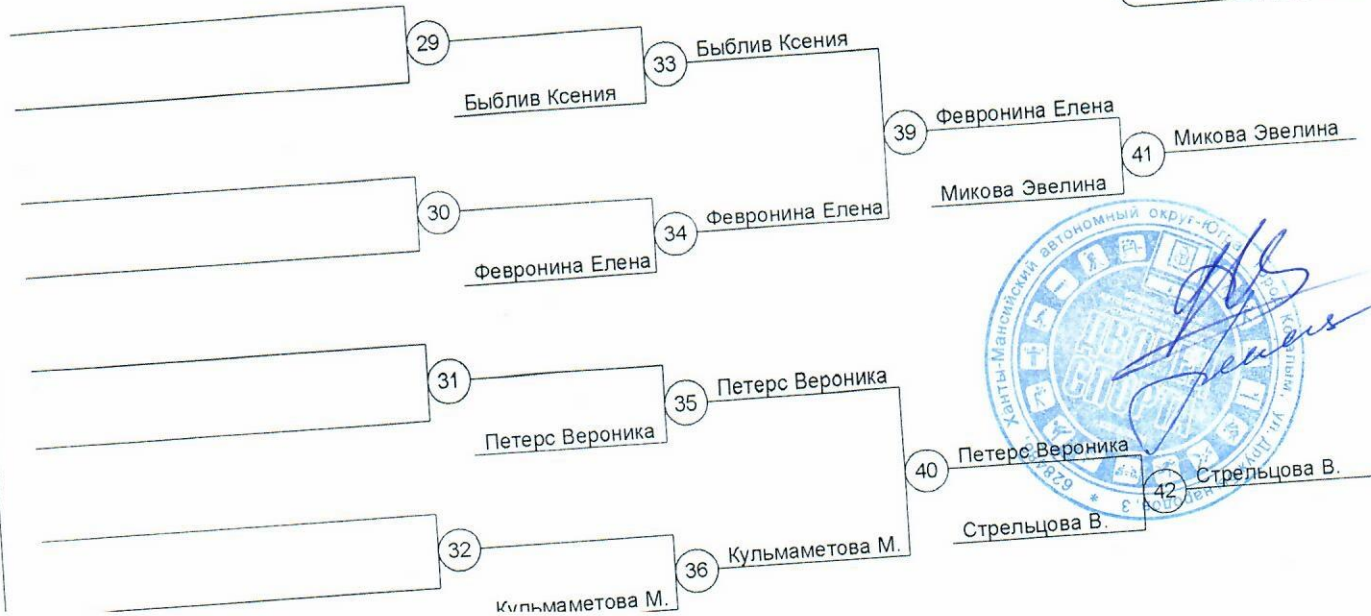 29
33
Быблив Ксения
Быблив Ксения
39
Февронина Елена
41
Микова Эвелина
Микова Эвелина
30
34
Февронина Елена
Февронина Елена
31
35
Петерс Вероника
Петерс Вероника
40
Петерс Вероника
42
Стрельцова В.
Стрельцова В.
32
36
Кульмаметова М.
Кульмаметова М.
Ханты-Мансийский автономный округ-Югра
ДВОРЕЦ
СПОРТА